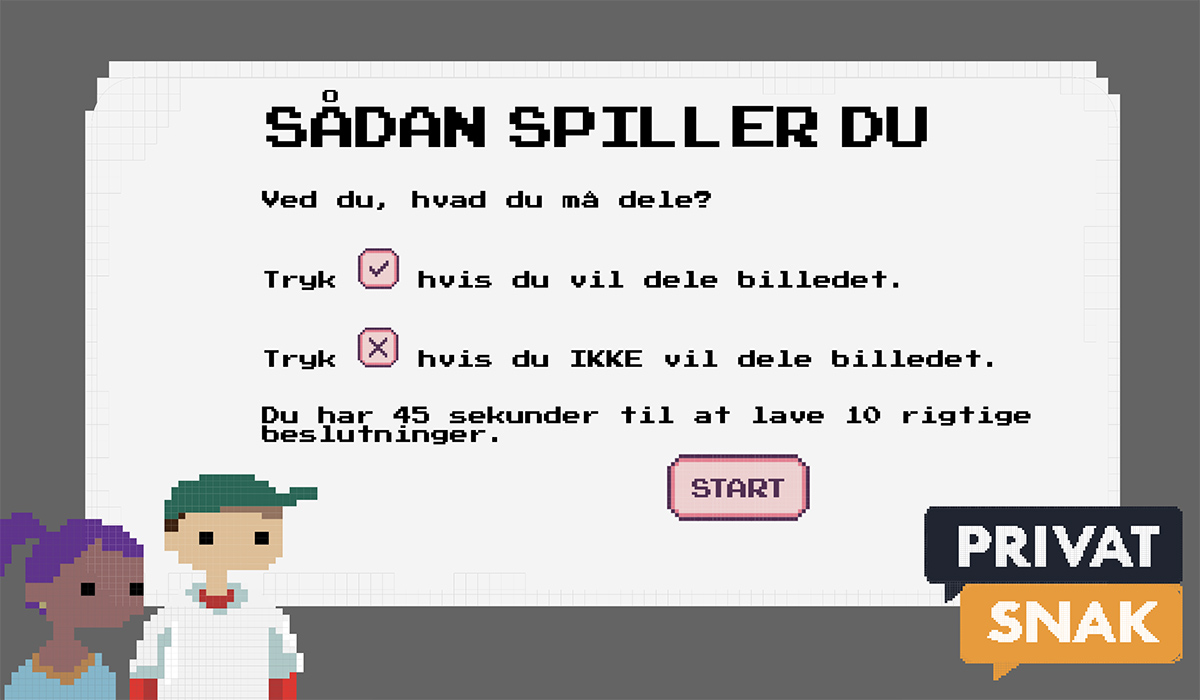 SÅDAN SPILLER DU
Ved du, hvad du må dele?
Tryk hvis du vil dele billedet.
Tryk hvis du IKKE vil dele billedet.
Du har 45 sekunder til at lave 10 rigtige
beslutninger.
START
PRIVAT
SNAK